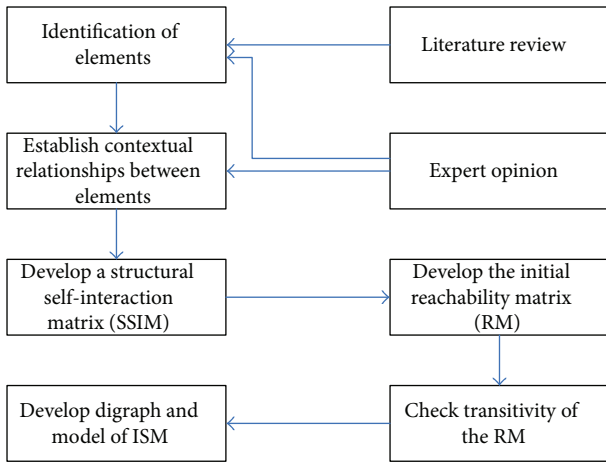 Identification of
elements
Literature review
Establish contextual
relationships between
elements
Expert opinion
Develop a structural
self-interaction
matrix (SSIM)
Develop the initial
reachability matrix
(RM)
Develop digraph and
model of ISM
Check transitivity of
the RM